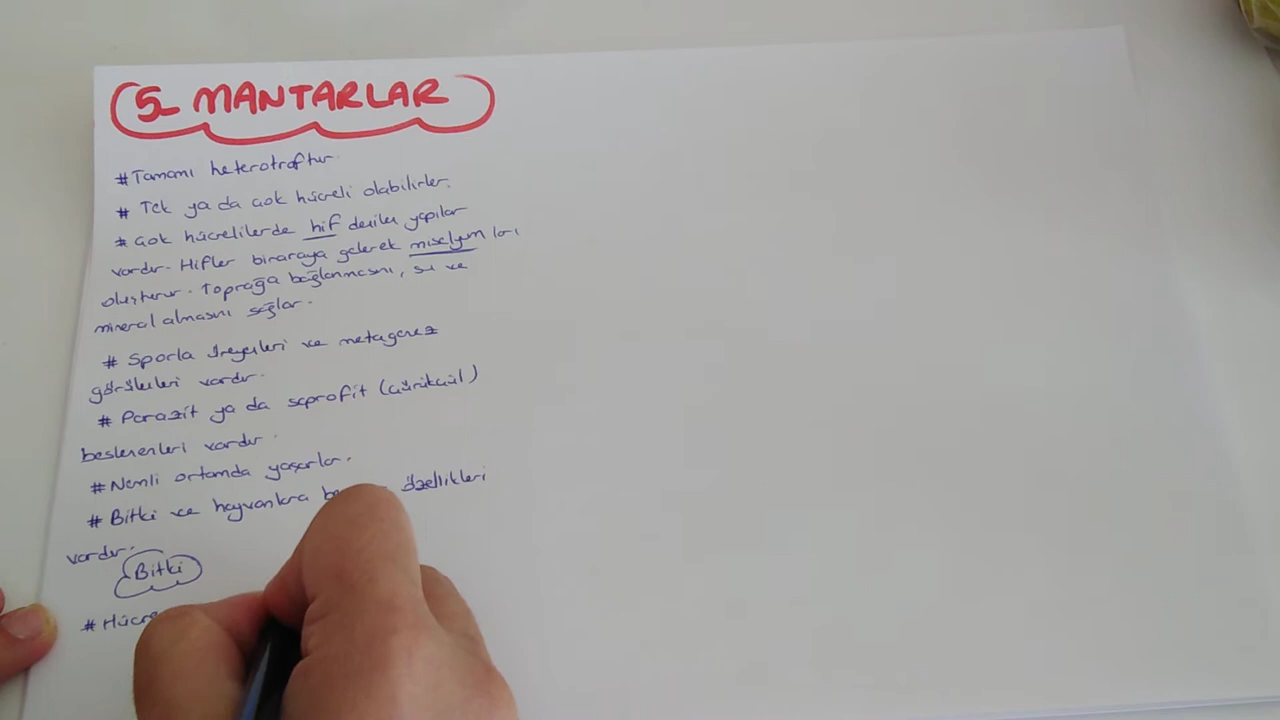 5- MANTARLAR
# Tamamı heterotroftur.
# Tek ya da çok hücreli olabilirler.
# Çok hücrelilerde hif denilen yapılar
vardır. Hifler biraraya gelerek miselyum ları
oluşturur. Toprağa bağlanmasını, su ve
mineral almasını sağlar.
# Sporla üreyenleri ve metagenez
görülenleri vardır.
# Parazit ya da saprofit (çürükçül)
beslenenleri vardır.
# Nemli ortamda yaşarlar.
# Bitki ve hayvanlara özellikleri
vardır.
Bitki
#